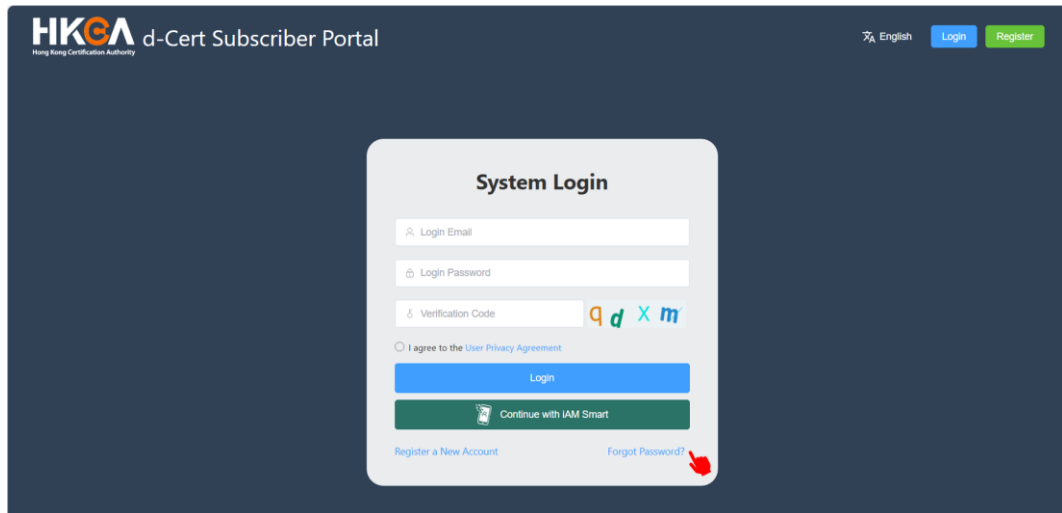 HKCA d-Cert Subscriber Portal
Hong Kong Certification Authority
English Login Register
System Login
Login Email
Login Password
Verification Code q d X m
I agree to the User Privacy Agreement
Login
Continue with iAM Smart
Register a New Account Forgot Password?